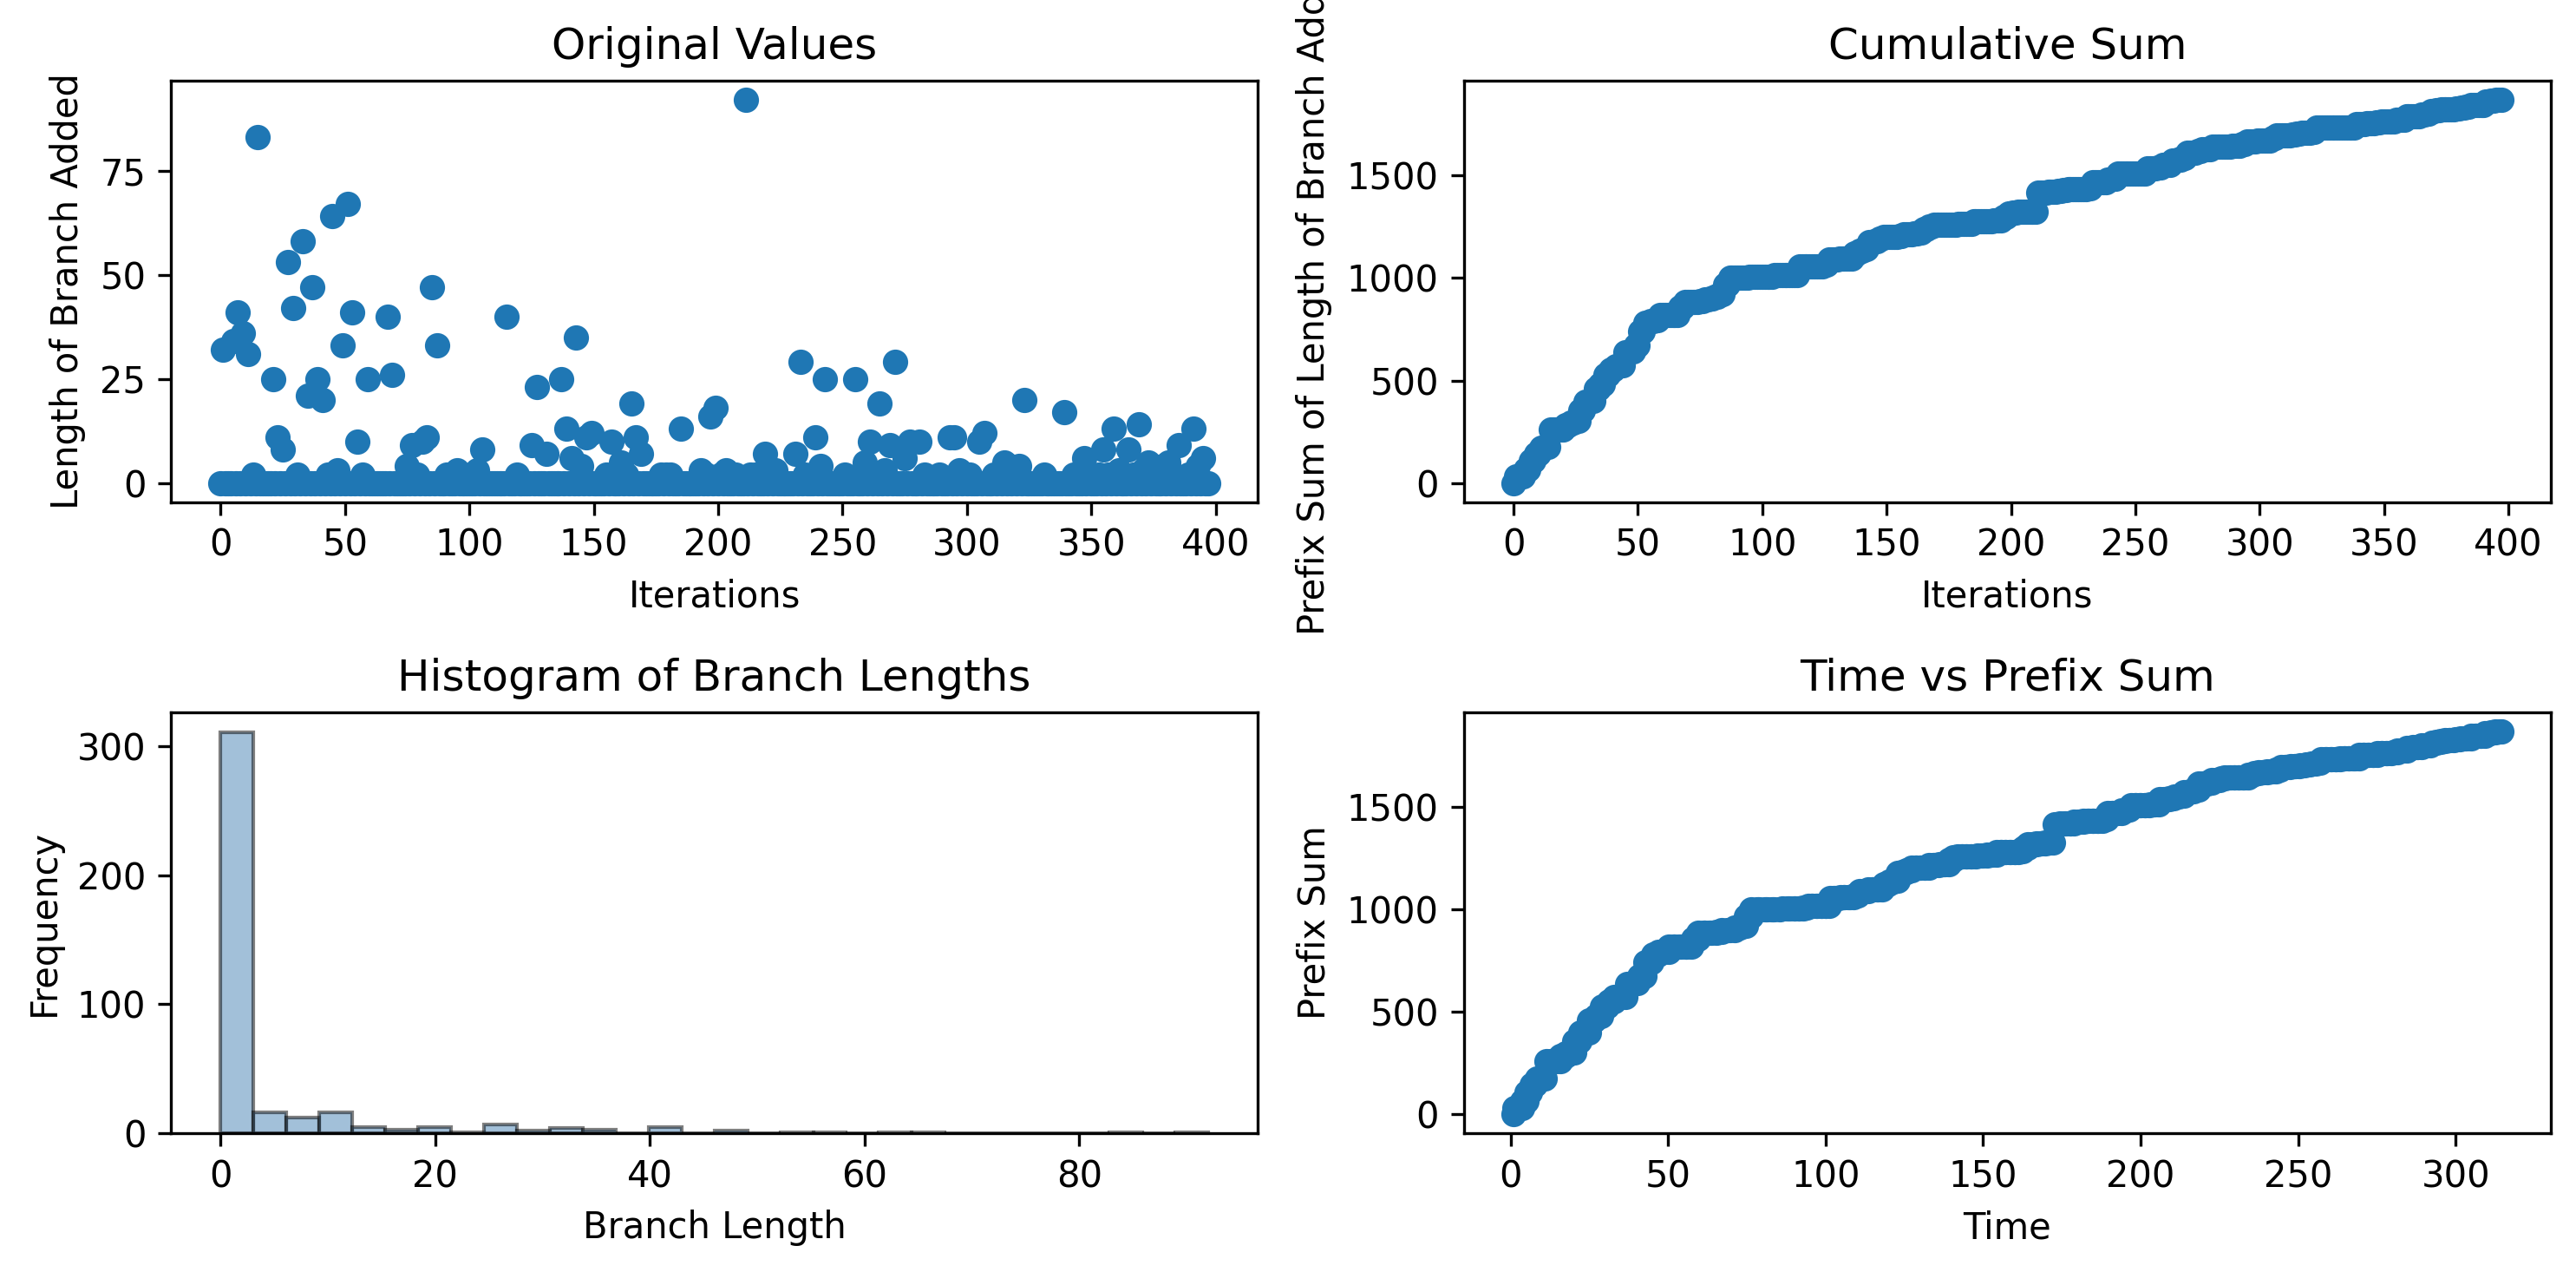 Original Values
Length of Branch Added
75
50
25
0
0 50 100 150 200 250 300 350 400
Iterations
Cumulative Sum
Prefix Sum of Length of Branch
1500
1000
500
0
0 50 100 150 200 250 300 350 400
Iterations
Histogram of Branch Lengths
Frequency
300
200
100
0
0 20 40 60 80
Branch Length
Time vs Prefix Sum
Prefix Sum
1500
1000
500
0
0 50 100 150 200 250 300
Time